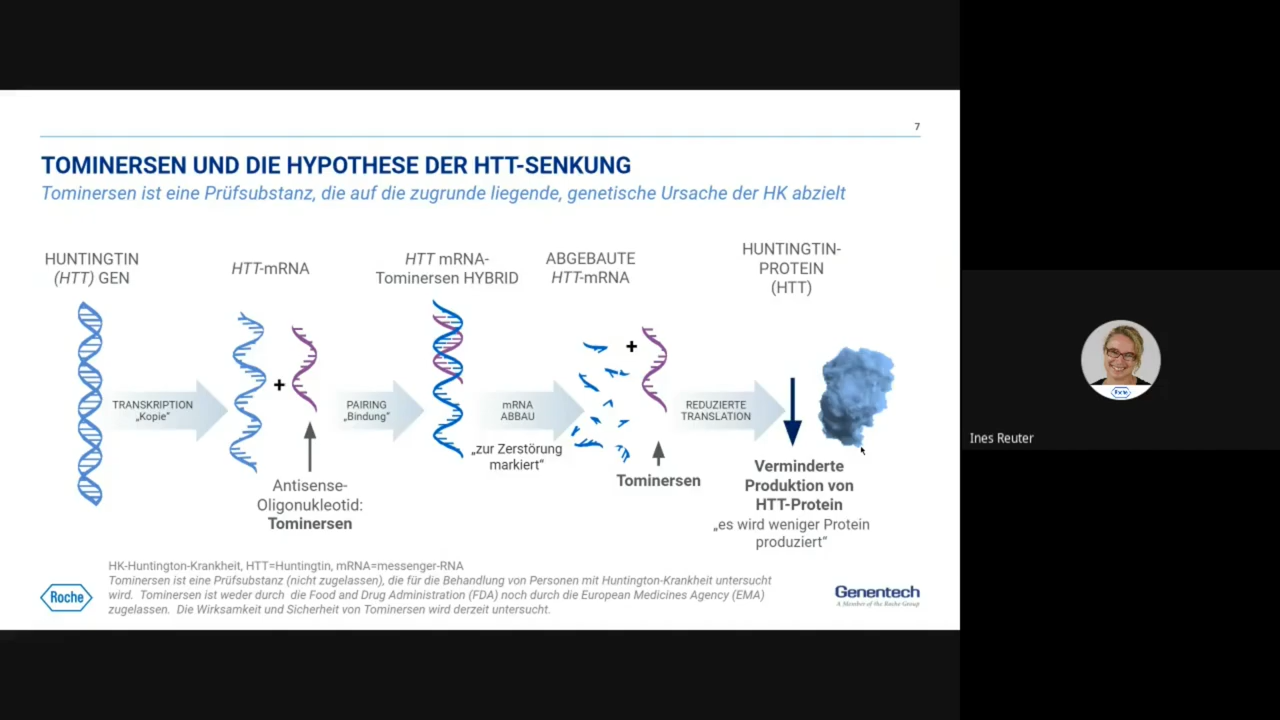 7
TOMINERSEN UND DIE HYPOTHESE DER HTT-SENKUNG
Tominersen ist eine Prüfsubstanz, die auf die zugrunde liegende, genetische Ursache der HK abzielt
HUNTINGTIN
(HTT) GEN
HTT-mRNA
HTT mRNA-
Tominersen HYBRID
ABGEBAUTE
HTT-mRNA
HUNTINGTIN-
PROTEIN
(HTT)
TRANSKRIPTION
„Kopie“
+
PAIRING
„Bindung“
mRNA
ABBAU
+
REDUZIERTE
TRANSLATION
„zur Zerstörung
markiert“
Antisense-
Oligonukleotid:
Tominersen
Tominersen
Verminderte
Produktion von
HTT-Protein
„es wird weniger Protein
produziert“
HK-Huntington-Krankheit, HTT=Huntingtin, mRNA=messenger-RNA
Tominersen ist eine Prüfsubstanz (nicht zugelassen), die für die Behandlung von Personen mit Huntington-Krankheit untersucht
wird. Tominersen ist weder durch die Food and Drug Administration (FDA) noch durch die European Medicines Agency (EMA)
zugelassen. Die Wirksamkeit und Sicherheit von Tominersen wird derzeit untersucht.
Roche
Genentech
A Member of the Roche Group
Ines Reuter